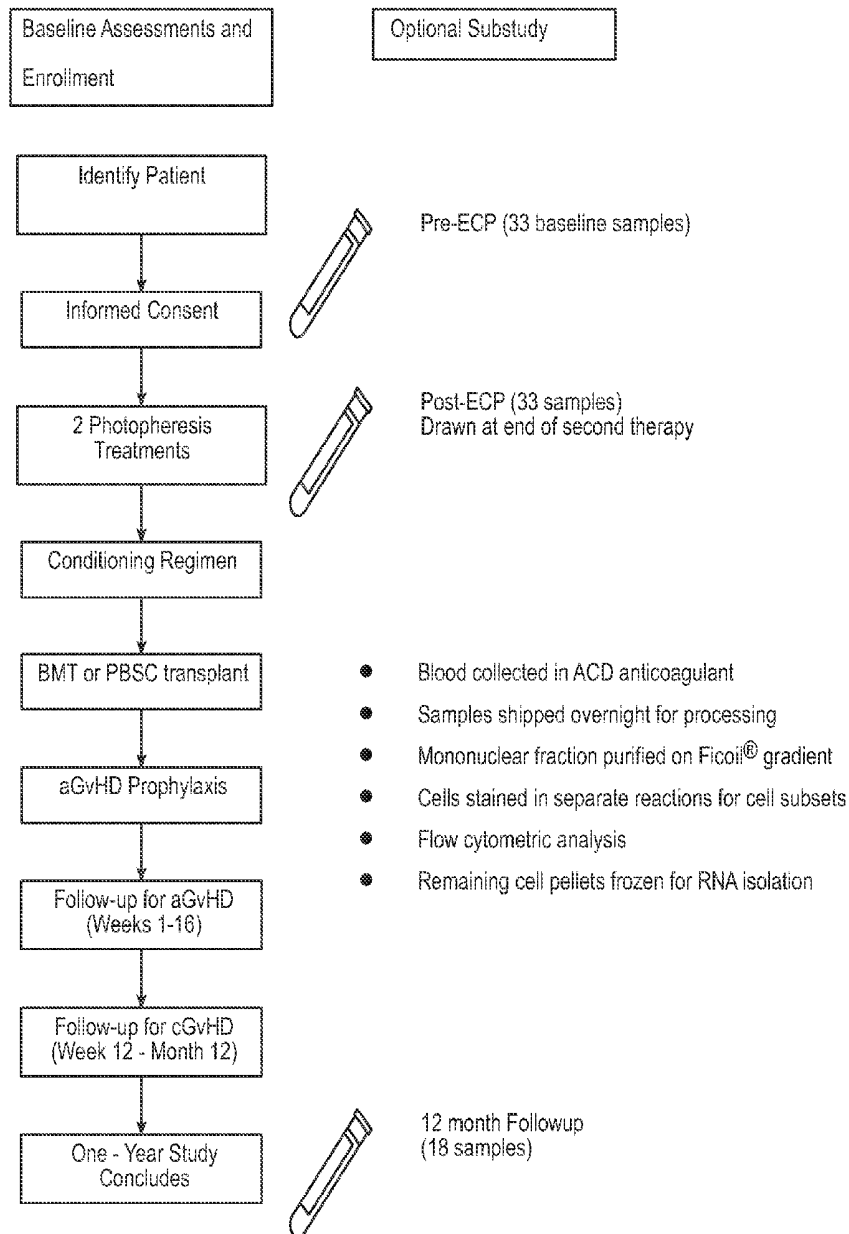 Baseline Assessments and
Enrollment
Optional Substudy
Identify Patient
Pre-ECP (33 baseline samples)
Informed Consent
2 Photopheresis
Treatments
Post-ECP (33 samples)
Drawn at end of second therapy
Conditioning Regimen
BMT or PBSC transplant
aGvHD Prophylaxis
Follow-up for aGvHD
(Weeks 1-16)
Follow-up for cGvHD
(Week 12 - Month 12)
One - Year Study
Concludes
● Blood collected in ACD anticoagulant
● Samples shipped overnight for processing
● Mononuclear fraction purified on Ficoll® gradient
● Cells stained in separate reactions for cell subsets
● Flow cytometric analysis
● Remaining cell pellets frozen for RNA isolation
12 month Followup
(18 samples)